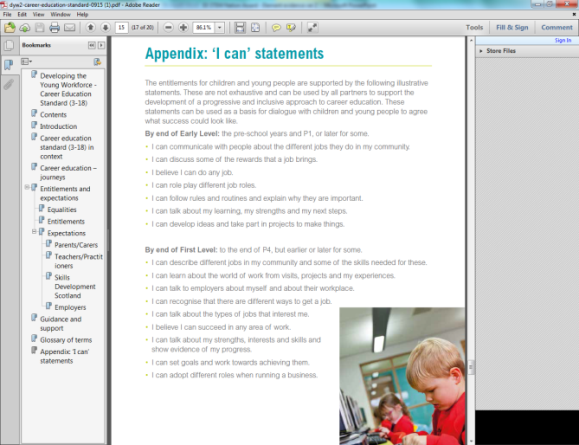 dyw2-career-education-standard-0915 (1).pdf - Adobe Reader
File Edit View Window Help
15 (17 of 20) 86.1%
Tools Fill & Sign Comment
Sign In
Bookmarks
Store Files
Developing the
Young Workforce -
Career Education
Standard (3-18)
Contents
Introduction
Career education
standard (3-18) in
context
Career education –
journeys
Entitlements and
expectations
Equalities
Entitlements
Expectations
Parents/Carers
Teachers/Practit
ioners
Skills
Development
Scotland
Employers
Guidance and
support
Glossary of terms
Appendic 'I can'
statements
Appendix: 'I can' statements
The entitlements for children and young people are supported by the following illustrative
statements. These are not exhaustive and can be used by all partners to support the
development of a progressive and inclusive approach to career education. These
statements can be used as a basis for dialogue with children and young people to agree
what success could look like.
By end of Early Level: the pre-school years and P1, or later for some.
• I can communicate with people about the different jobs they do in my community.
• I can discuss some of the rewards that a job brings.
• I believe I can do any job.
• I can role play different job roles.
• I can follow rules and routines and explain why they are important.
• I can talk about my learning, my strengths and my next steps.
• I can develop ideas and take part in projects to make things.
By end of First Level: to the end of P4, but earlier or later for some.
• I can describe different jobs in my community and some of the skills needed for these.
• I can learn about the world of work from visits, projects and my experiences.
• I can talk to employers about myself and about their workplace.
• I can recognise that there are different ways to get a job.
• I can talk about the types of jobs that interest me.
• I believe I can succeed in any area of work.
• I can talk about my strengths, interests and skills and
show evidence of my progress.
• I can set goals and work towards achieving them.
• I can adopt different roles when running a business.